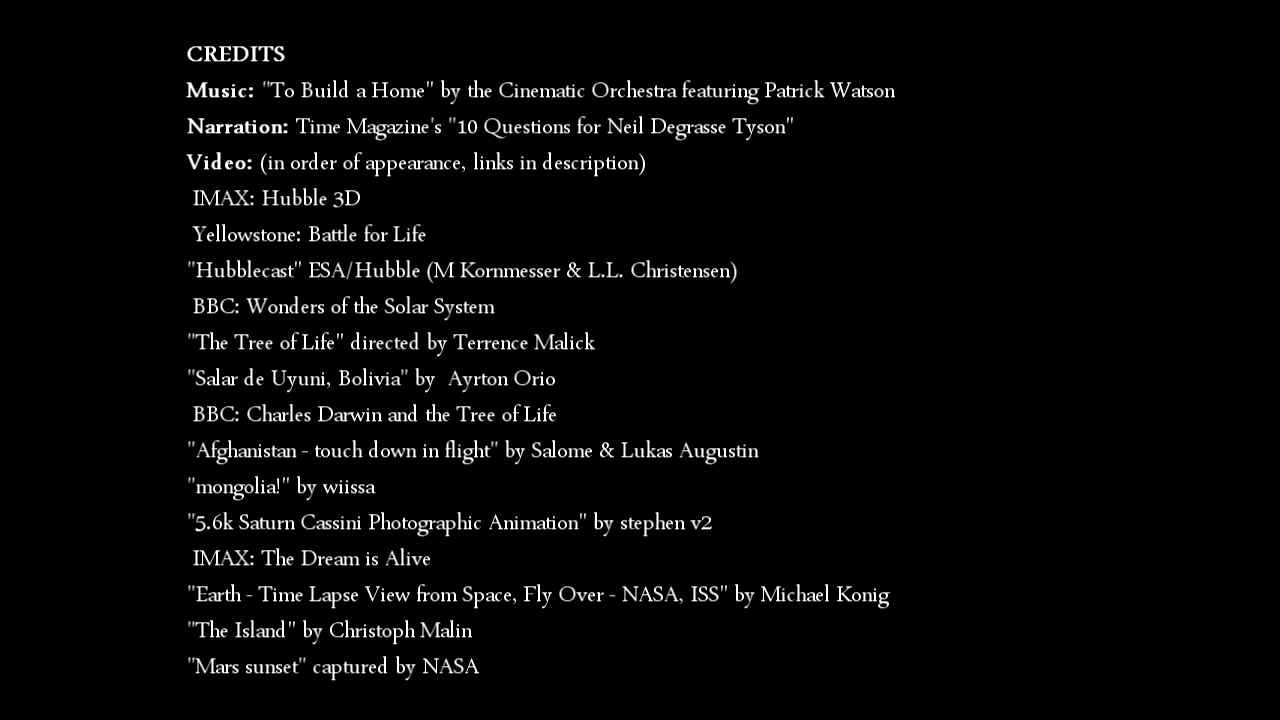 CREDITS
Music: "To Build a Home" by the Cinematic Orchestra featuring Patrick Watson
Narration: Time Magazine's "10 Questions for Neil Degrasse Tyson"
Video: (in order of appearance, links in description)
IMAX: Hubble 3D
Yellowstone: Battle for Life
"Hubblecast" ESA/Hubble (M Kornmesser & L.L. Christensen)
BBC: Wonders of the Solar System
"The Tree of Life" directed by Terrence Malick
"Salar de Uyuni, Bolivia" by  Ayrton Orio
BBC: Charles Darwin and the Tree of Life
"Afghanistan - touch down in flight" by Salome & Lukas Augustin
"mongolia!" by wiissa
"5.6k Saturn Cassini Photographic Animation" by stephen v2
IMAX: The Dream is Alive
"Earth - Time Lapse View from Space, Fly Over - NASA, ISS" by Michael Konig
"The Island" by Christoph Malin
"Mars sunset" captured by NASA